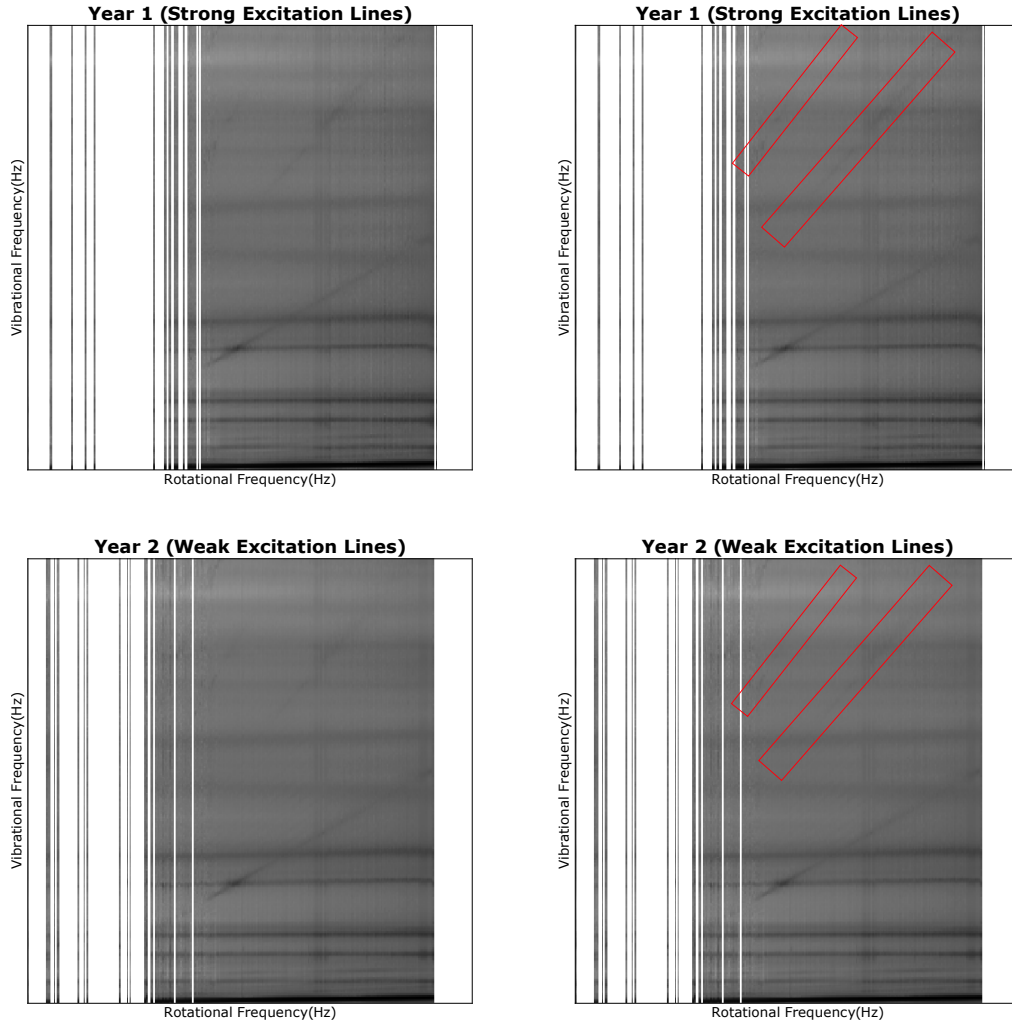 Year 1 (Strong Excitation Lines)
Year 1 (Strong Excitation Lines)
Vibrational Frequency(Hz)
Vibrational Frequency(Hz)
Rotational Frequency(Hz)
Rotational Frequency(Hz)
Year 2 (Weak Excitation Lines)
Year 2 (Weak Excitation Lines)
Vibrational Frequency(Hz)
Vibrational Frequency(Hz)
Rotational Frequency(Hz)
Rotational Frequency(Hz)